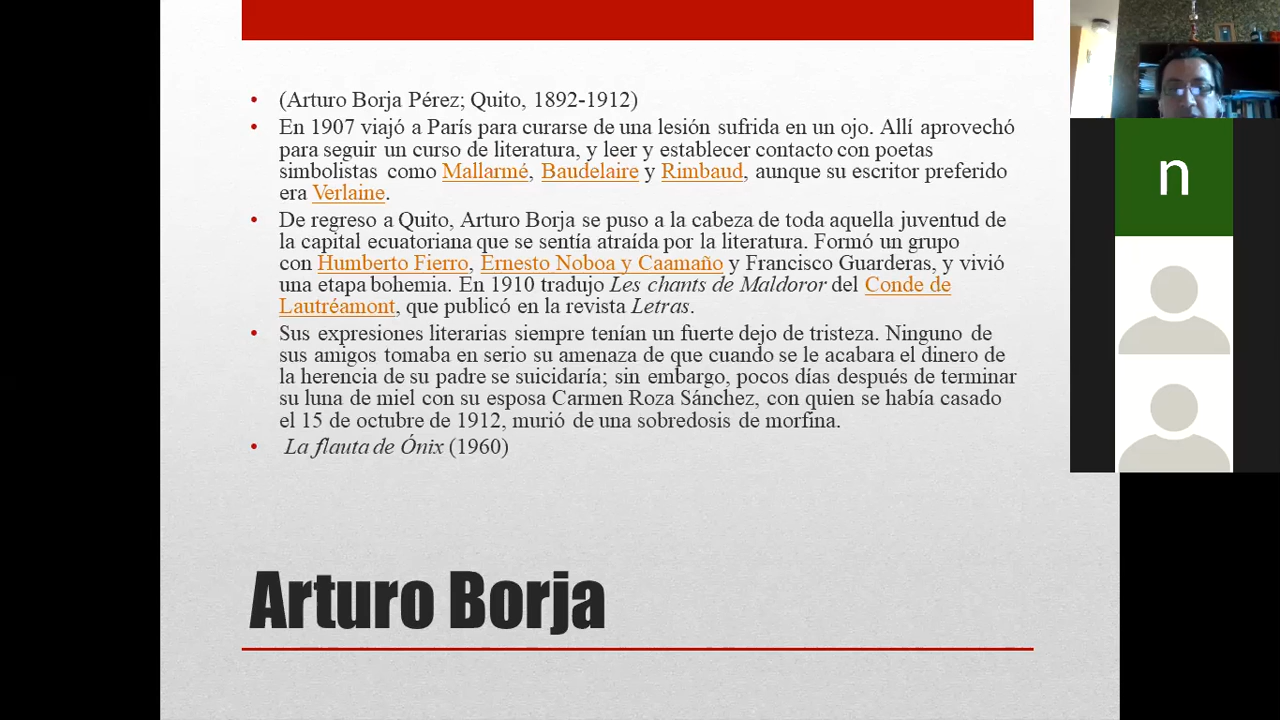 • (Arturo Borja Pérez; Quito, 1892-1912)
• En 1907 viajó a París para curarse de una lesión sufrida en un ojo. Allí aprovechó
para seguir un curso de literatura, y leer y establecer contacto con poetas
simbolistas como Mallarmé, Baudelaire y Rimbaud, aunque su escritor preferido
era Verlaine.
• De regreso a Quito, Arturo Borja se puso a la cabeza de toda aquella juventud de
la capital ecuatoriana que se sentía atraída por la literatura. Formó un grupo
con Humberto Fierro, Ernesto Noboa y Caamaño y Francisco Guarderas, y vivió
una etapa bohemia. En 1910 tradujo Les chants de Maldoror del Conde de
Lautréamont, que publicó en la revista Letras.
• Sus expresiones literarias siempre tenían un fuerte dejo de tristeza. Ninguno de
sus amigos tomaba en serio su amenaza de que cuando se le acabara el dinero de
la herencia de su padre se suicidaría; sin embargo, pocos días después de terminar
su luna de miel con su esposa Carmen Roza Sánchez, con quien se había casado
el 15 de octubre de 1912, murió de una sobredosis de morfina.
• La flauta de Ónix (1960)
Arturo Borja
n